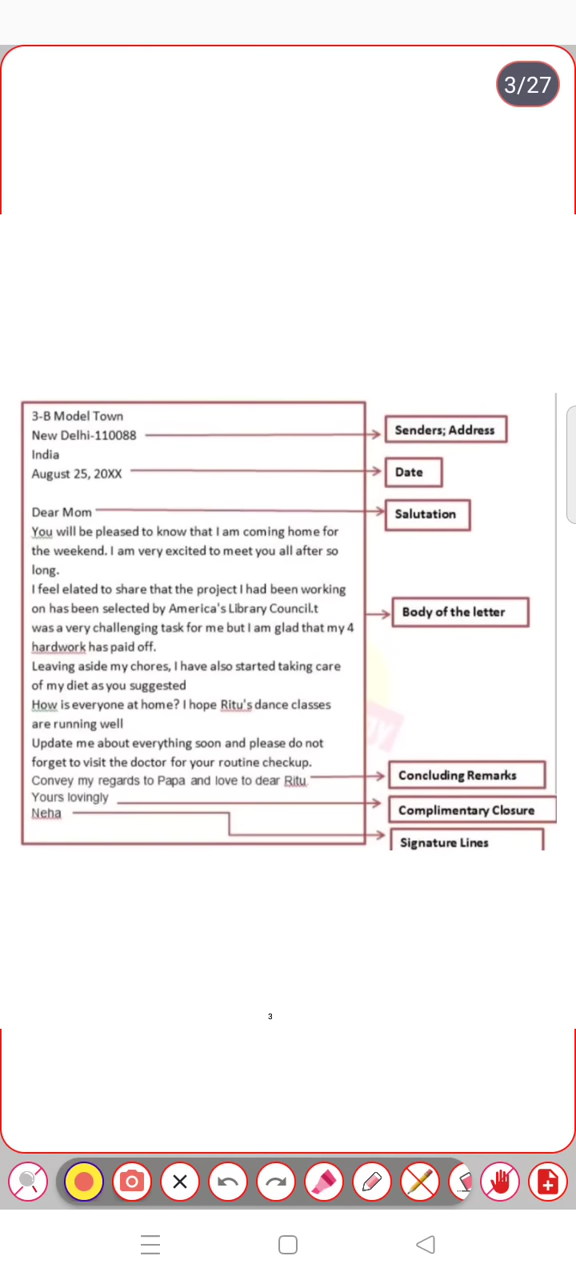 3/27
3-B Model Town
New Delhi-110088
Senders; Address
India
August 25, 20XX
Date
Dear Mom
Salutation
You will be pleased to know that I am coming home for
the weekend. I am very excited to meet you all after so
long.
I feel elated to share that the project I had been working
on has been selected by America's Library Council.t
Body of the letter
was a very challenging task for me but I am glad that my 4
hardwork has paid off.
Leaving aside my chores, I have also started taking care
of my diet as you suggested
How is everyone at home? I hope Ritu's dance classes
are running well
Update me about everything soon and please do not
forget to visit the doctor for your routine checkup.
Convey my regards to Papa and love to dear Ritu
Concluding Remarks
Yours lovingly
Complimentary Closure
Neha
Signature Lines
3